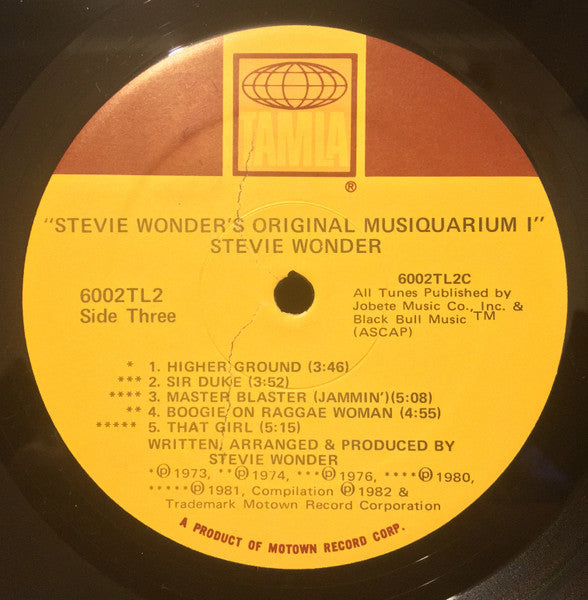 TAMLA
®
"STEVIE WONDER'S ORIGINAL MUSIQUARIUM I"
STEVIE WONDER
6002TL2
Side Three
6002TL2C
All Tunes Published by
Jobete Music Co., Inc. &
Black Bull Music ™
(ASCAP)
* 1. HIGHER GROUND (3:46)
*** 2. SIR DUKE (3:52)
**** 3. MASTER BLASTER (JAMMIN')(5:08)
** 4. BOOGIE ON RAGGAE WOMAN (4:55)
***** 5. THAT GIRL (5:15)
WRITTEN, ARRANGED & PRODUCED BY
STEVIE WONDER
*℗1973, **℗1974, ***℗1976, ****℗1980,
*****℗1981, Compilation ℗1982 &
Trademark Motown Record Corporation
A PRODUCT OF MOTOWN RECORD CORP.